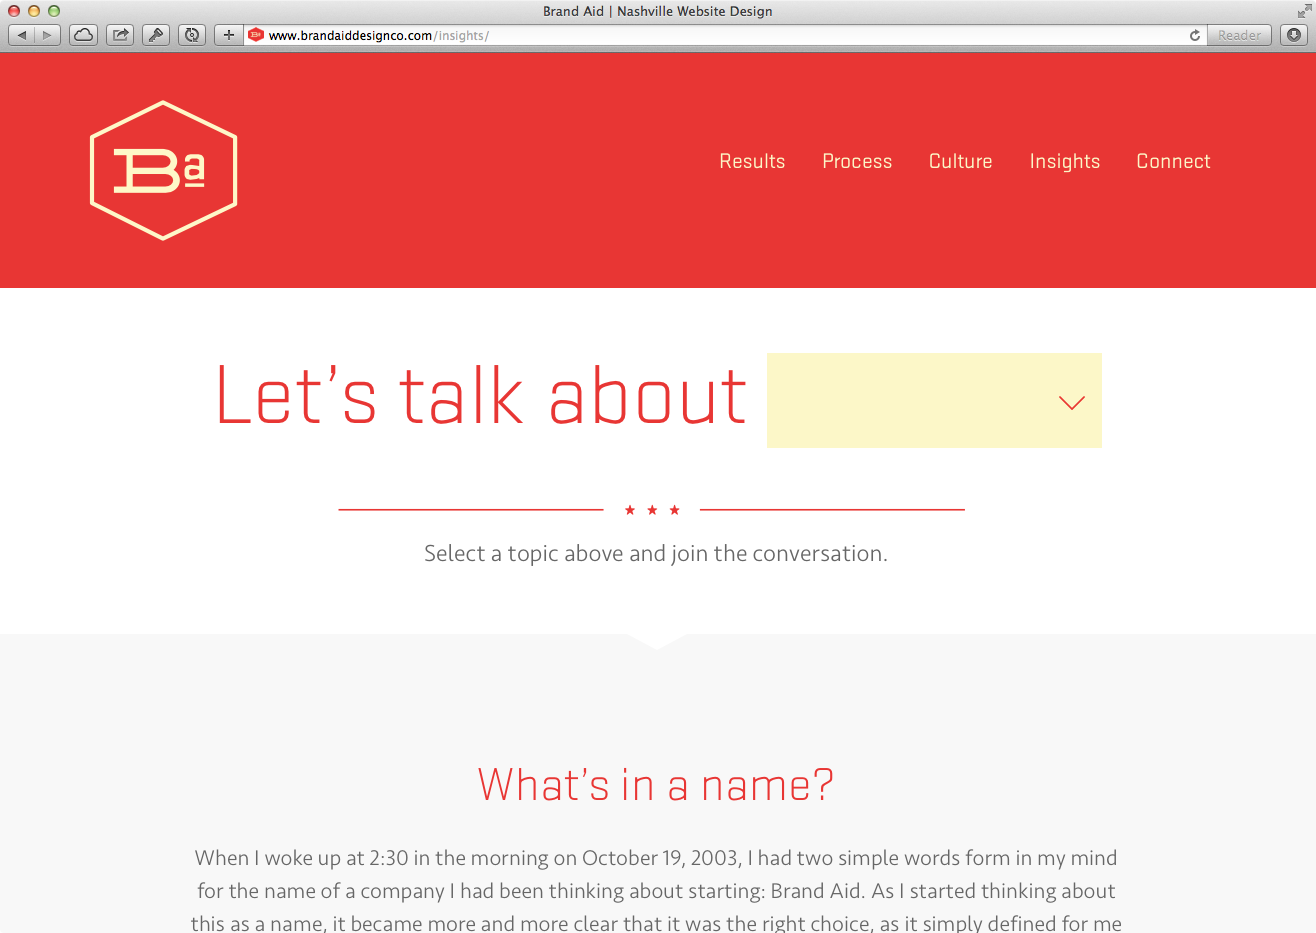 Brand Aid | Nashville Website Design
www.brandaiddesignco.com/insights/
Reader
Ba
Results Process Culture Insights Connect
Let’s talk about
Select a topic above and join the conversation.
What’s in a name?
When I woke up at 2:30 in the morning on October 19, 2003, I had two simple words form in my mind
for the name of a company I had been thinking about starting: Brand Aid. As I started thinking about
this as a name, it became more and more clear that it was the right choice, as it simply defined for me